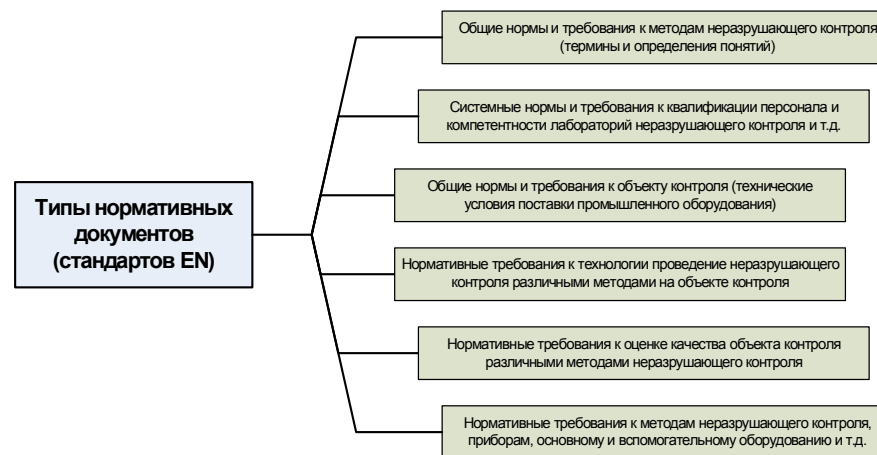 Общие нормы и требования к методам неразрушающего контроля
(термины и определения понятий)
Системные нормы и требования к квалификации персонала и
компетентности лабораторий неразрушающего контроля и т.д.
Типы нормативных
документов
(стандартов EN)
Общие нормы и требования к объекту контроля (технические
условия поставки промышленного оборудования)
Нормативные требования к технологии проведение неразрушающего
контроля различными методами на объекте контроля
Нормативные требования к оценке качества объекта контроля
различными методами неразрушающего контроля
Нормативные требования к методам неразрушающего контроля,
приборам, основному и вспомогательному оборудованию и т.д.